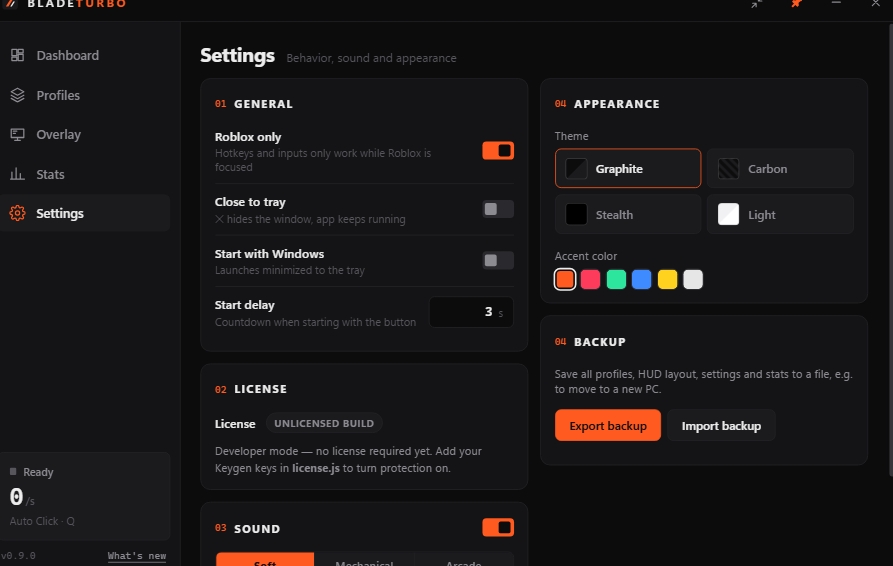 BLADETURBO
Dashboard
Profiles
Overlay
Stats
Settings
Ready
0 /s
Auto Click · Q
v0.9.0 What's new
Settings Behavior, sound and appearance
01 GENERAL
Roblox only
Hotkeys and inputs only work while Roblox is
focused
Close to tray
✕ hides the window, app keeps running
Start with Windows
Launches minimized to the tray
Start delay
Countdown when starting with the button
3 s
02 LICENSE
License UNLICENSED BUILD
Developer mode — no license required yet. Add your
Keygen keys in license.js to turn protection on.
03 SOUND
Soft Mechanical Arcade
04 APPEARANCE
Theme
Graphite Carbon
Stealth Light
Accent color
04 BACKUP
Save all profiles, HUD layout, settings and stats to a file, e.g.
to move to a new PC.
Export backup Import backup